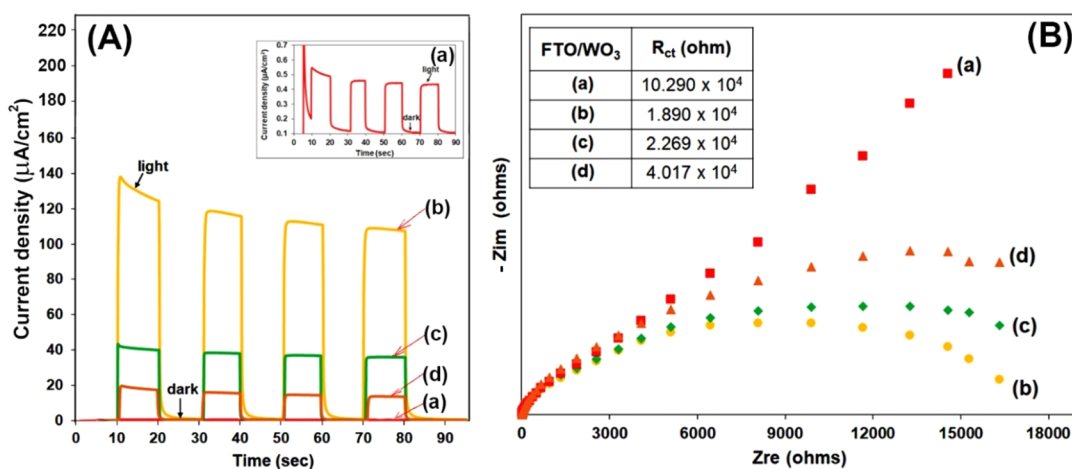 (A)
Current density (µA/cm²)
220
200
180
160
140
120
100
80
60
40
20
0
0 10 20 30 40 50 60 70 80 90
Time (sec)
light
dark
(b)
(c)
(d)
(a)
(a)
Current density (µA/cm²)
0.7
0.6
0.5
0.4
0.3
0.2
0.1
0 10 20 30 40 50 60 70 80 90
Time (sec)
light
dark
(B)
FTO/WO₃ R_ct (ohm)
(a) 10.290 x 10⁴
(b) 1.890 x 10⁴
(c) 2.269 x 10⁴
(d) 4.017 x 10⁴
- Zim (ohms)
(a)
(d)
(c)
(b)
0 3000 6000 9000 12000 15000 18000
Zre (ohms)